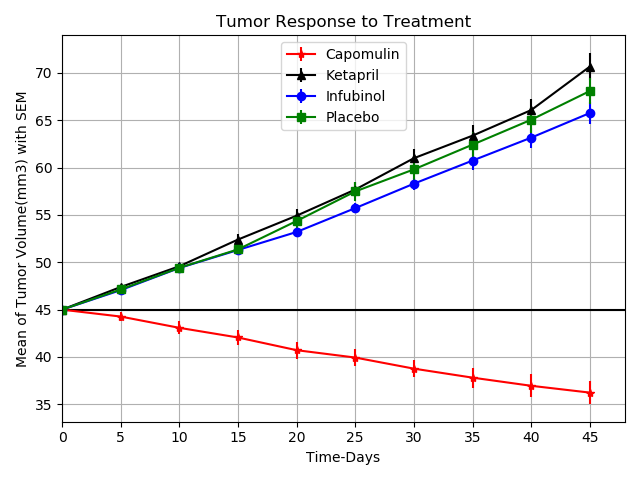 Tumor Response to Treatment
Capomulin
Ketapril
Infubinol
Placebo
Mean of Tumor Volume(mm3) with SEM
70
65
60
55
50
45
40
35
0 5 10 15 20 25 30 35 40 45
Time-Days